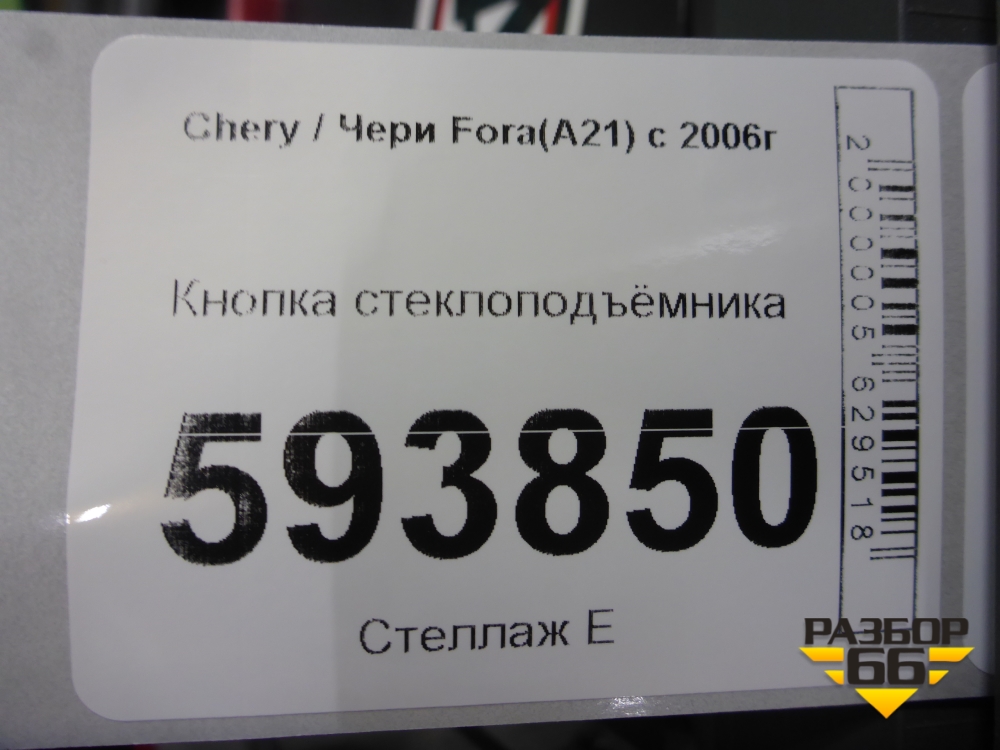 Chery / Чери Fora(A21) с 2006г
Кнопка стеклоподъёмника
593850
Стеллаж Е
2000005629518
РАЗБОР
66